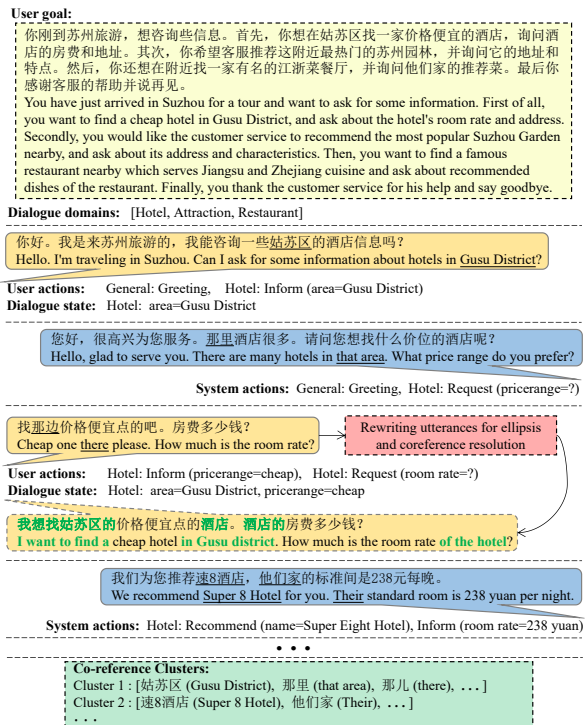 User goal:
你刚到苏州旅游，想咨询些信息。首先，你想在姑苏区找一家价格便宜的酒店，询问酒
店的房费和地址。其次，你希望客服推荐这附近最热门的苏州园林，并询问它的地址和
特点。然后，你还想在附近找一家有名的江浙菜餐厅，并询问他们家的推荐菜。最后你
感谢客服的帮助并说再见。
You have just arrived in Suzhou for a tour and want to ask for some information. First of all,
you want to find a cheap hotel in Gusu District, and ask about the hotel's room rate and address.
Secondly, you would like the customer service to recommend the most popular Suzhou Garden
nearby, and ask about its address and characteristics. Then, you want to find a famous
restaurant nearby which serves Jiangsu and Zhejiang cuisine and ask about recommended
dishes of the restaurant. Finally, you thank the customer service for his help and say goodbye.
Dialogue domains: [Hotel, Attraction, Restaurant]
你好。我是来苏州旅游的，我能咨询一些姑苏区的酒店信息吗？
Hello. I'm traveling in Suzhou. Can I ask for some information about hotels in Gusu District?
User actions: General: Greeting, Hotel: Inform (area=Gusu District)
Dialogue state: Hotel: area=Gusu District
您好，很高兴为您服务。那里酒店很多。请问您想找什么价位的酒店呢？
Hello, glad to serve you. There are many hotels in that area. What price range do you prefer?
System actions: General: Greeting, Hotel: Request (pricerange=?)
找那边价格便宜点的吧。房费多少钱？
Cheap one there please. How much is the room rate?
Rewriting utterances for ellipsis
and coreference resolution
User actions: Hotel: Inform (pricerange=cheap), Hotel: Request (room rate=?)
Dialogue state: Hotel: area=Gusu District, pricerange=cheap
我想找姑苏区的价格便宜点的酒店。酒店的房费多少钱？
I want to find a cheap hotel in Gusu district. How much is the room rate of the hotel?
我们为您推荐速8酒店，他们家的标准间是238元每晚。
We recommend Super 8 Hotel for you. Their standard room is 238 yuan per night.
System actions: Hotel: Recommend (name=Super Eight Hotel), Inform (room rate=238 yuan)
• • •
Co-reference Clusters:
Cluster 1 : [姑苏区 (Gusu District), 那里 (that area), 那儿 (there), ...]
Cluster 2 : [速8酒店 (Super 8 Hotel), 他们家 (Their), ...]
. . .